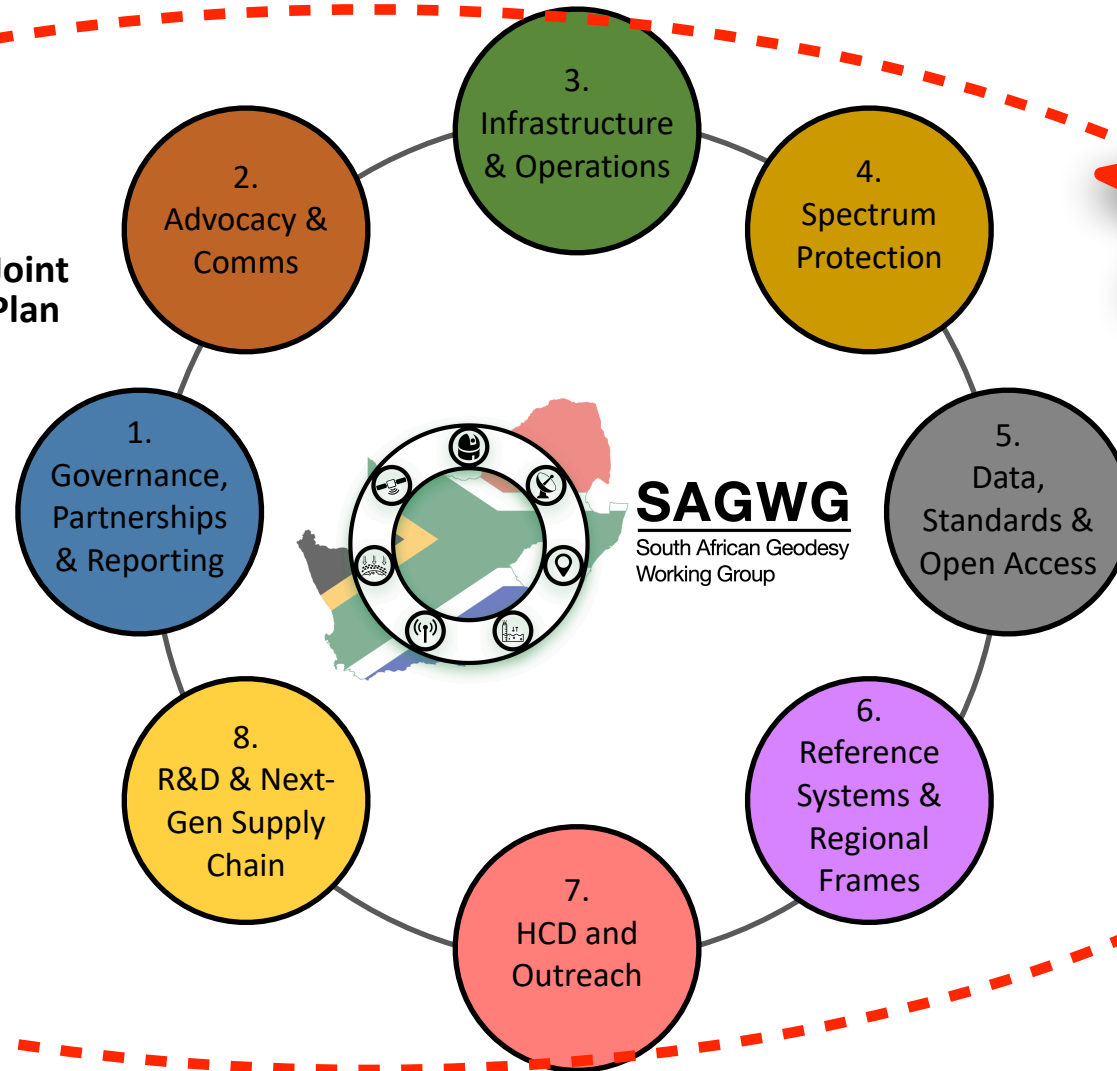 Joint
Plan
1.
Governance,
Partnerships
& Reporting
2.
Advocacy &
Comms
3.
Infrastructure
& Operations
4.
Spectrum
Protection
5.
Data,
Standards &
Open Access
6.
Reference
Systems &
Regional
Frames
7.
HCD and
Outreach
8.
R&D & Next-
Gen Supply
Chain
SAGWG
South African Geodesy
Working Group